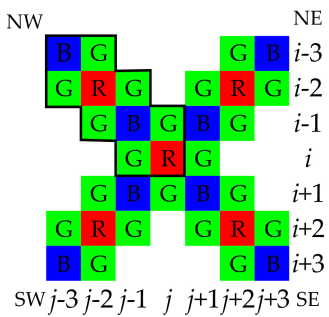 NW NE
B G G B i-3
G R G G R G i-2
G B G B G i-1
G R G i
G B G B G i+1
G R G G R G i+2
B G G B i+3
SW j-3 j-2 j-1 j j+1 j+2 j+3 SE